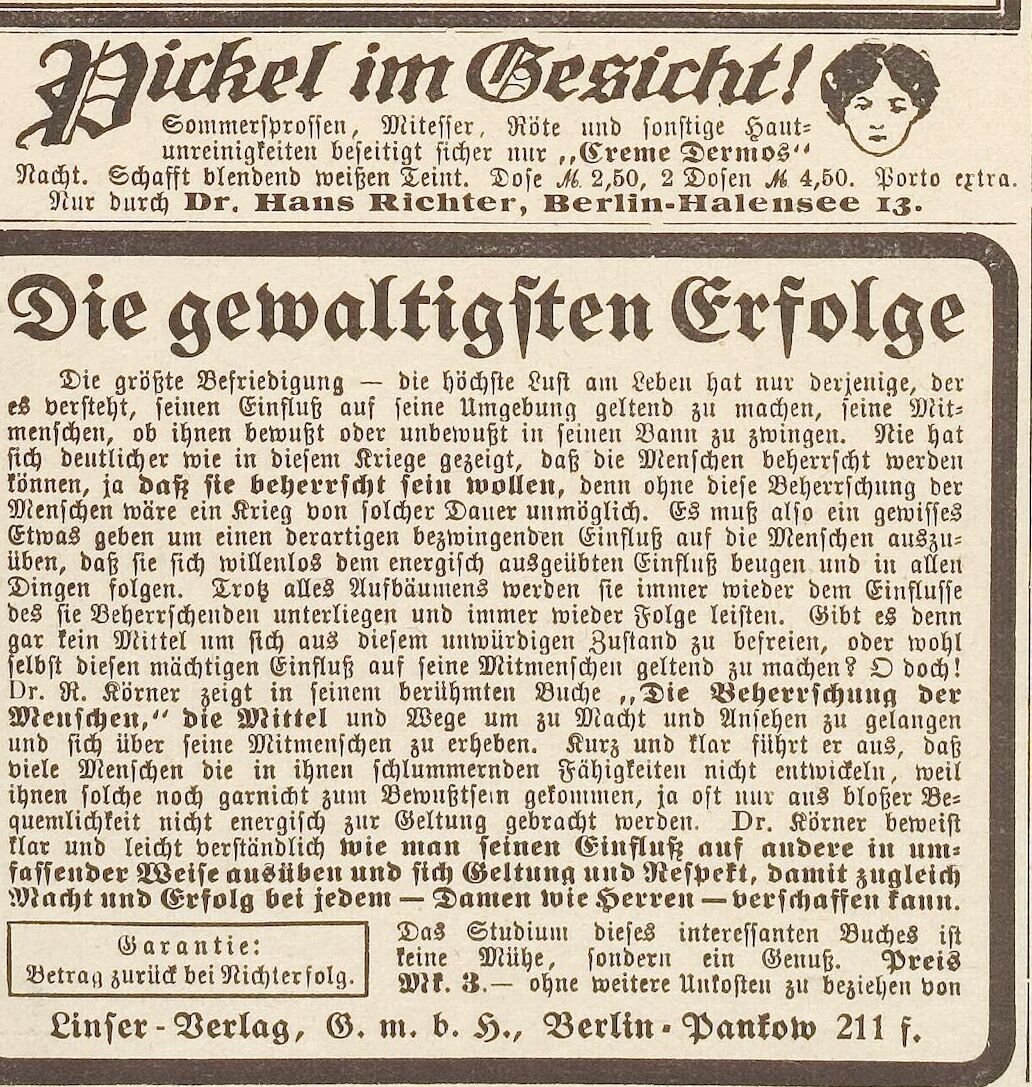 Pickel im Gesicht!
Sommersprossen, Mitesser, Röte und sonstige Haut-
unreinigkeiten beseitigt sicher nur „Creme Dermos“
Nacht. Schafft blendend weißen Teint. Dose ℳ 2,50, 2 Dosen ℳ 4,50. Porto extra.
Nur durch Dr. Hans Richter, Berlin-Halensee 13.
Die gewaltigsten Erfolge
Die größte Befriedigung — die höchste Lust am Leben hat nur derjenige, der
es versteht, seinen Einfluß auf seine Umgebung geltend zu machen, seine Mit-
menschen, ob ihnen bewußt oder unbewußt in seinen Bann zu zwingen. Nie hat
sich deutlicher wie in diesem Kriege gezeigt, daß die Menschen beherrscht werden
können, ja daß sie beherrscht sein wollen, denn ohne diese Beherrschung der
Menschen wäre ein Krieg von solcher Dauer unmöglich. Es muß also ein gewisses
Etwas geben um einen derartigen bezwingenden Einfluß auf die Menschen auszu-
üben, daß sie sich willenlos dem energisch ausgeübten Einfluß beugen und in allen
Dingen folgen. Trotz alles Aufbäumens werden sie immer wieder dem Einflusse
des sie Beherrschenden unterliegen und immer wieder Folge leisten. Gibt es denn
gar kein Mittel um sich aus diesem unwürdigen Zustand zu befreien, oder wohl
selbst diesen mächtigen Einfluß auf seine Mitmenschen geltend zu machen? O doch!
Dr. R. Körner zeigt in seinem berühmten Buche „Die Beherrschung der
Menschen,“ die Mittel und Wege um zu Macht und Ansehen zu gelangen
und sich über seine Mitmenschen zu erheben. Kurz und klar führt er aus, daß
viele Menschen die in ihnen schlummernden Fähigkeiten nicht entwickeln, weil
ihnen solche noch garnicht zum Bewußtsein gekommen, ja oft nur aus bloßer Be-
quemlichkeit nicht energisch zur Geltung gebracht werden. Dr. Körner beweist
klar und leicht verständlich wie man seinen Einfluß auf andere in um-
fassender Weise ausüben und sich Geltung und Respekt, damit zugleich
Macht und Erfolg bei jedem — Damen wie Herren — verschaffen kann.
Garantie:
Betrag zurück bei Nichterfolg.
Das Studium dieses interessanten Buches ist
keine Mühe, sondern ein Genuß. Preis
Mk. 3.— ohne weitere Unkosten zu beziehen von
Linser-Verlag, G. m. b. H., Berlin-Pankow 211 f.